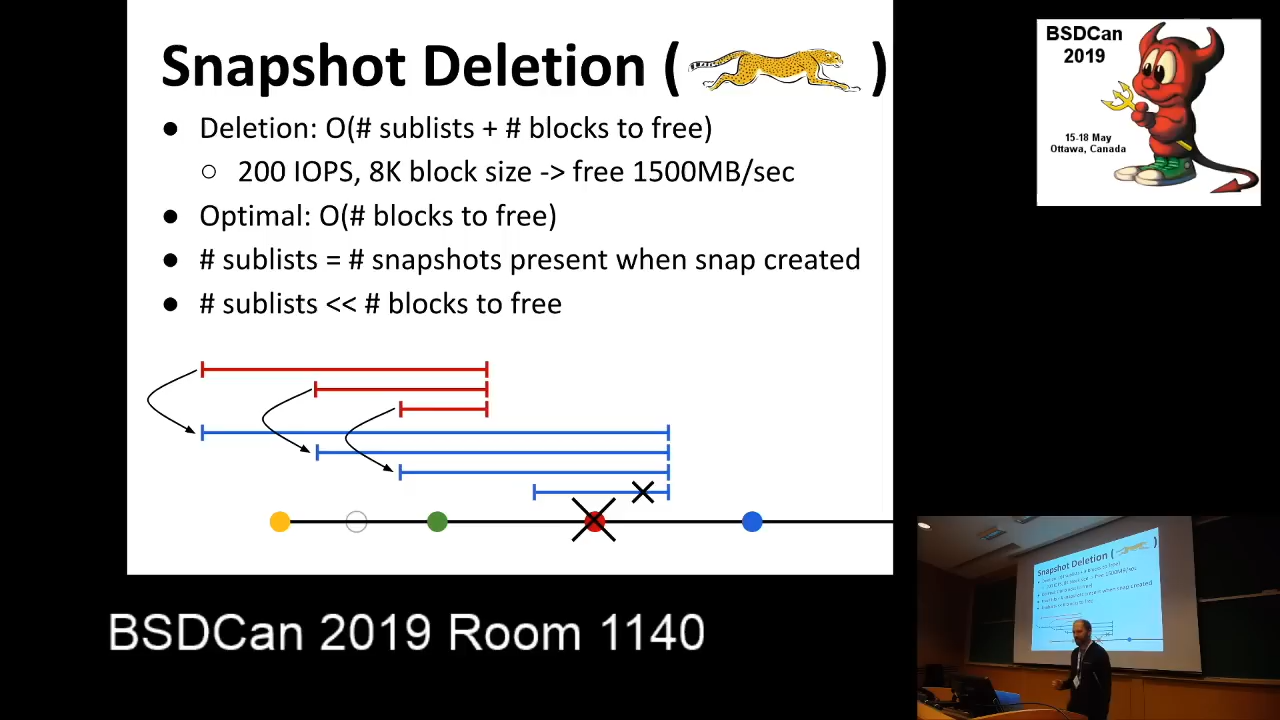 Snapshot Deletion ( )
● Deletion: O(# sublists + # blocks to free)
○ 200 IOPS, 8K block size -> free 1500MB/sec
● Optimal: O(# blocks to free)
● # sublists = # snapshots present when snap created
● # sublists << # blocks to free
BSDCan
2019
15-18 May
Ottawa, Canada
BSDCan 2019 Room 1140
Snapshot Deletion ( )